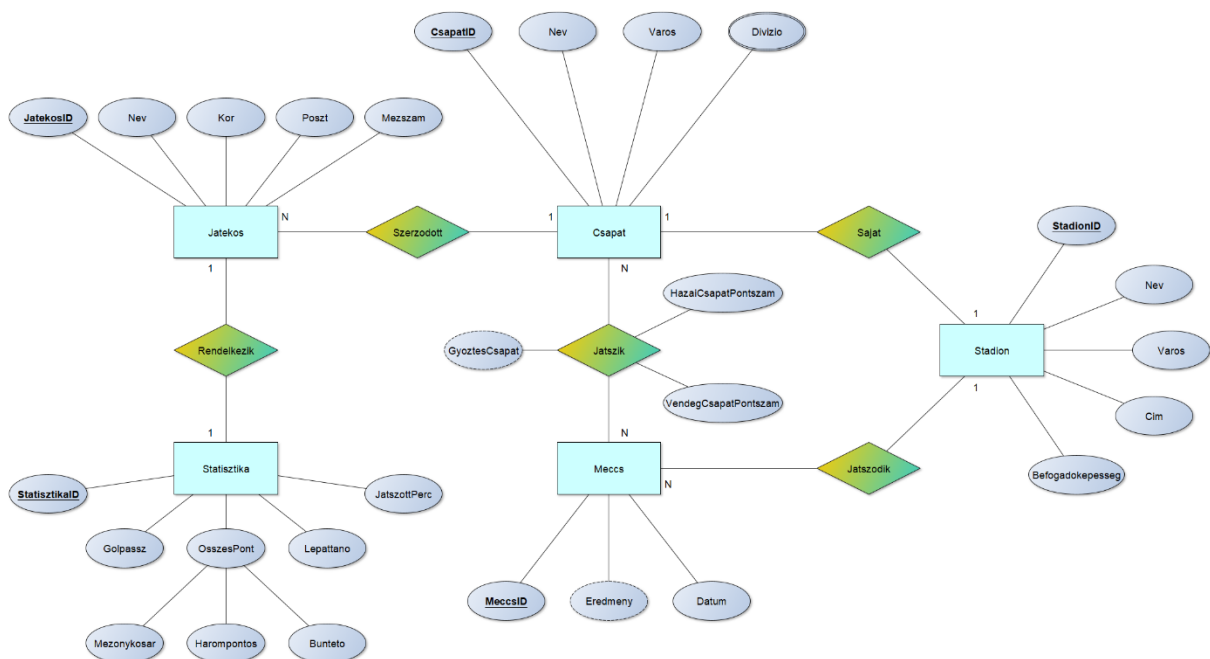 CsapatID
Nev
Varos
Divizio
JatekosID
Nev
Kor
Poszt
Mezszam
Jatekos
N
Szerzodott
1
Csapat
1
Sajat
StadionID
Nev
1
N
1
Rendelkezik
GyoztesCsapat
HazaiCsapatPontszam
Jatszik
VendegCsapatPontszam
Stadion
1
Varos
Cim
Befogadokepesseg
1
N
Statisztika
Meccs
N
Jatszodik
StatisztikaID
JatszottPerc
Golpassz
OsszesPont
Lepattano
MeccsID
Eredmeny
Datum
Mezonykosar
Harompontos
Bunteto